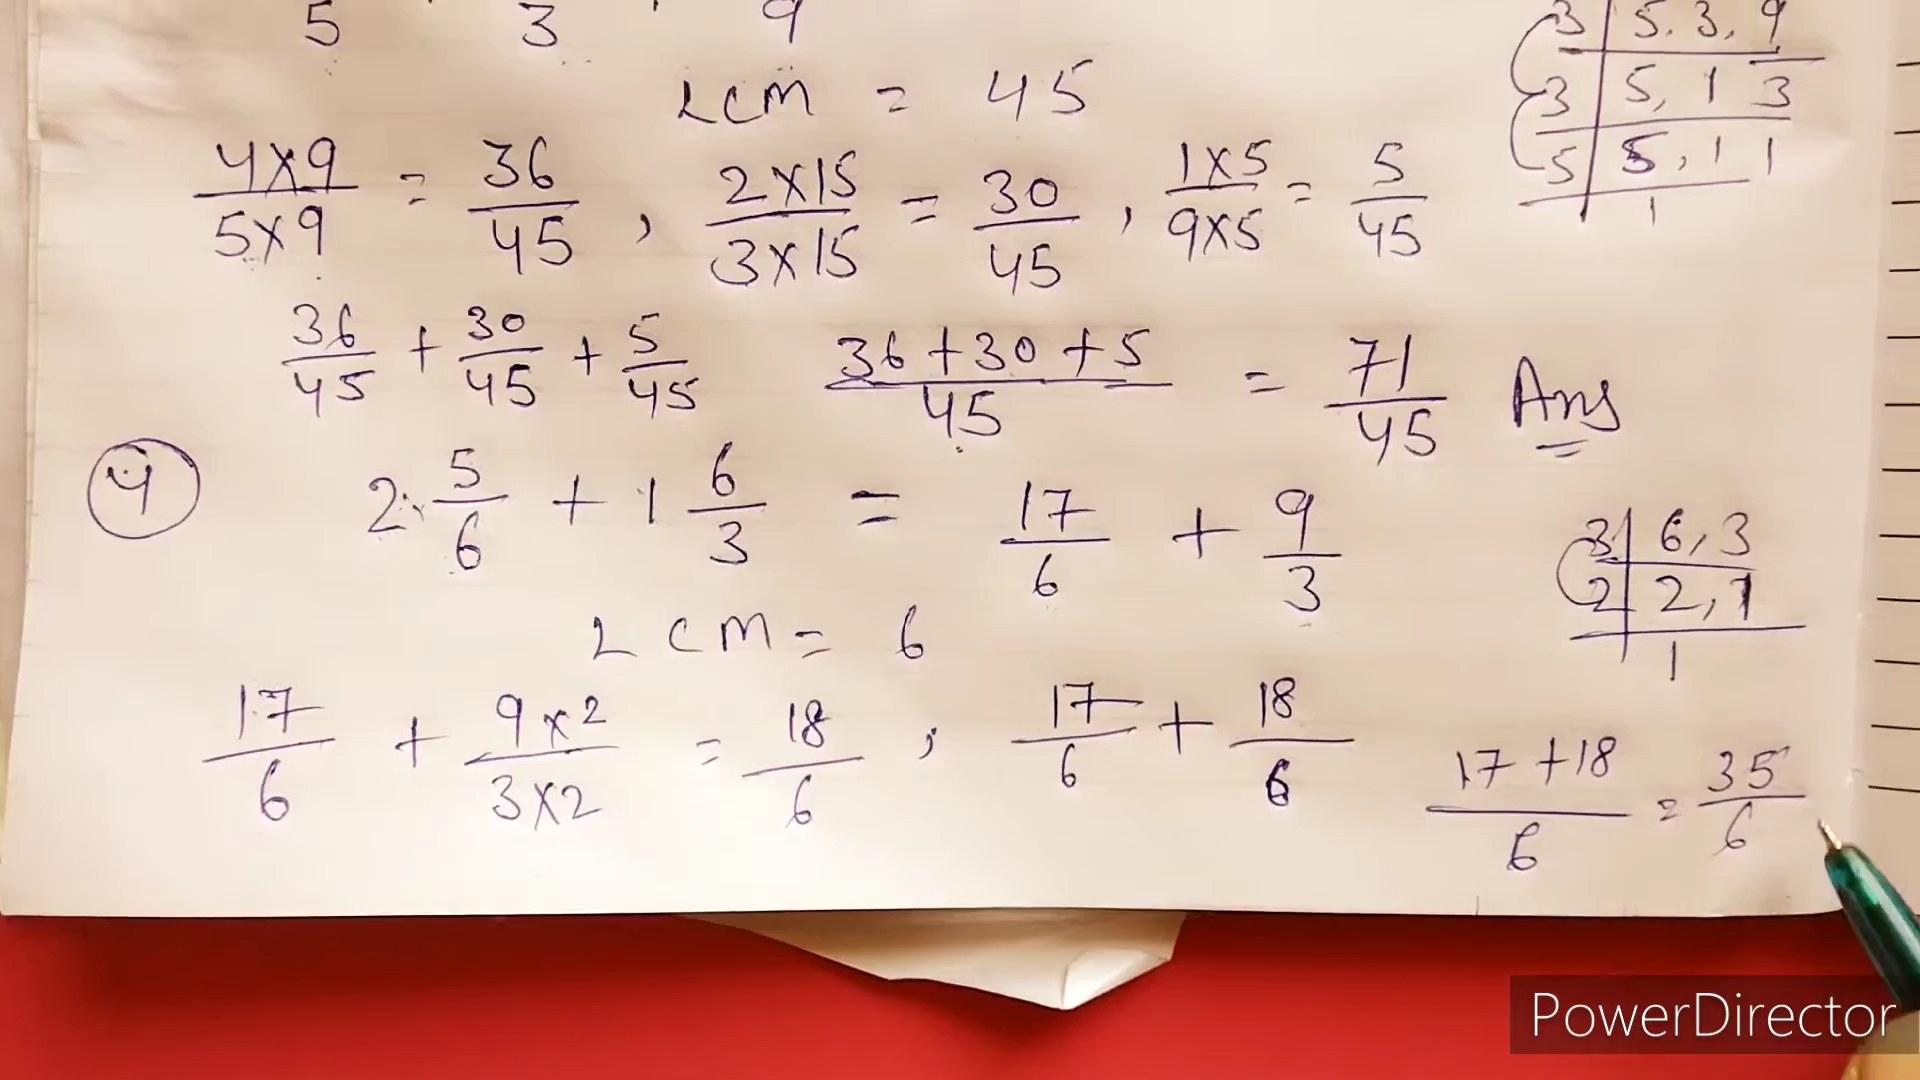 5 , 3 , 9
3 | 5, 3, 9
LCM = 45
3 | 5, 1 3
5 | 5, 1 1
1
4×9/5×9 = 36/45 , 2×15/3×15 = 30/45 , 1×5/9×5 = 5/45
36/45 + 30/45 + 5/45 36+30+5/45 = 71/45 Ans
4 2 5/6 + 1 6/3 = 17/6 + 9/3
3 | 6, 3
2 | 2, 1
1
LCM = 6
17/6 + 9×2/3×2 = 18/6 , 17/6 + 18/6 17+18/6 = 35/6
PowerDirector